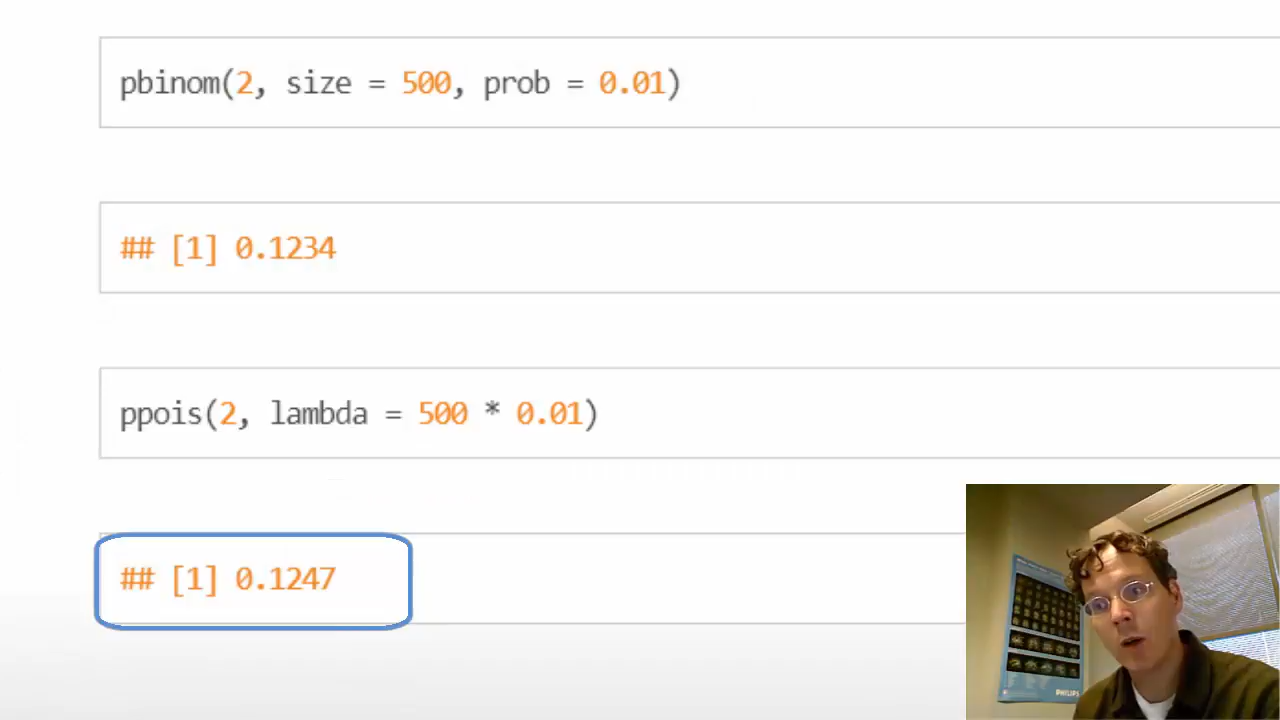 pbinom(2, size = 500, prob = 0.01)
## [1] 0.1234
ppois(2, lambda = 500 * 0.01)
## [1] 0.1247
PHILIPS